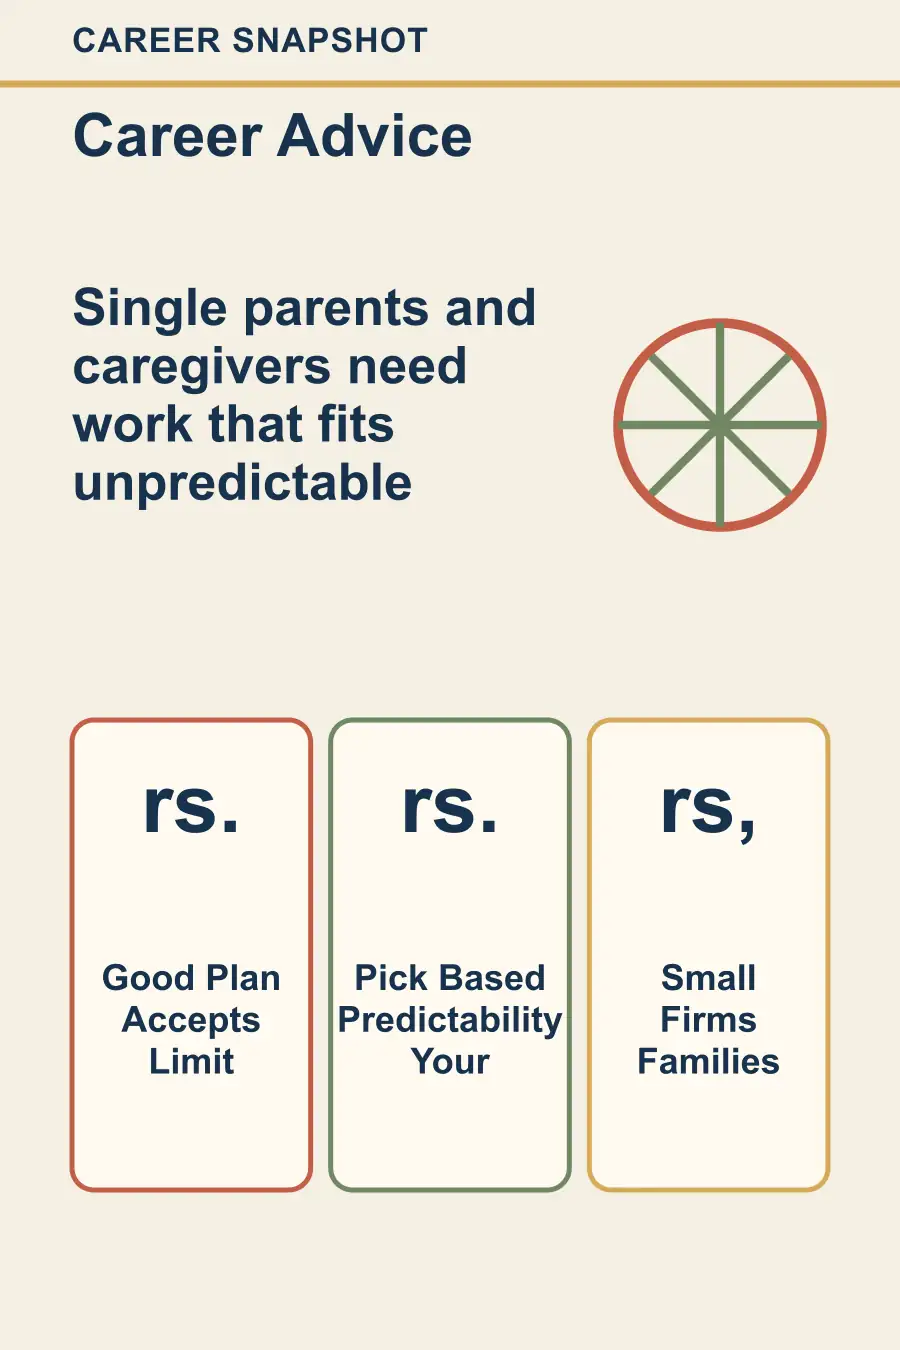 CAREER SNAPSHOT
Career Advice
Single parents and
caregivers need
work that fits
unpredictable
rs.
Good Plan
Accepts
Limit
rs.
Pick Based
Predictability
Your
rs,
Small
Firms
Families